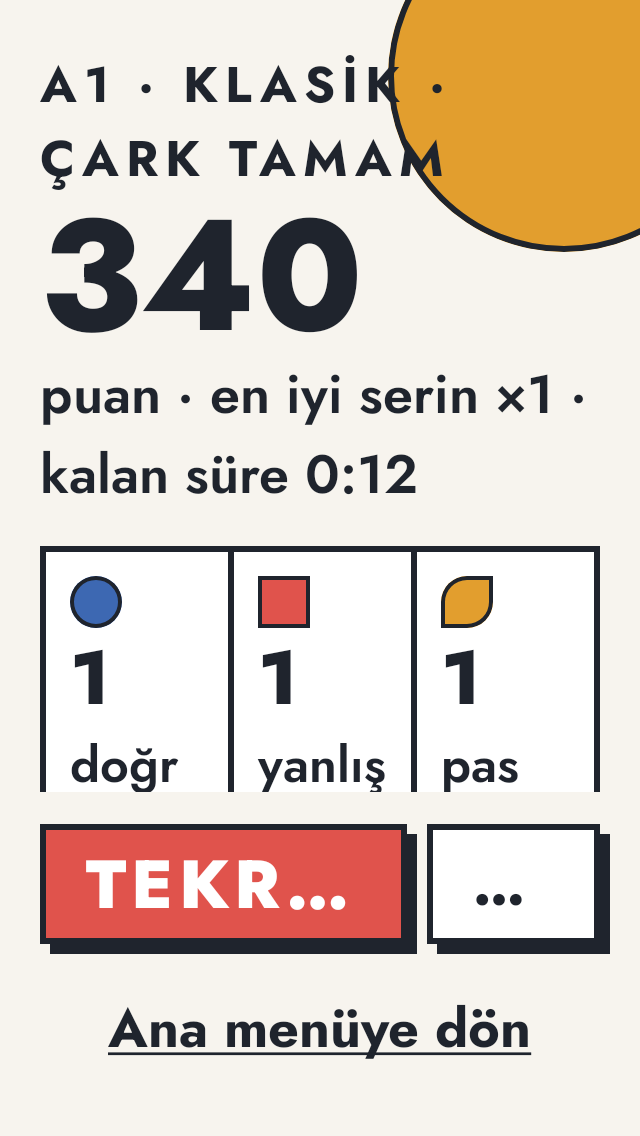 A1 · KLASİK ·
ÇARK TAMAM
340
puan · en iyi serin ×1 ·
kalan süre 0:12
1 1 1
doğr yanlış pas
TEKR... ...
Ana menüye dön